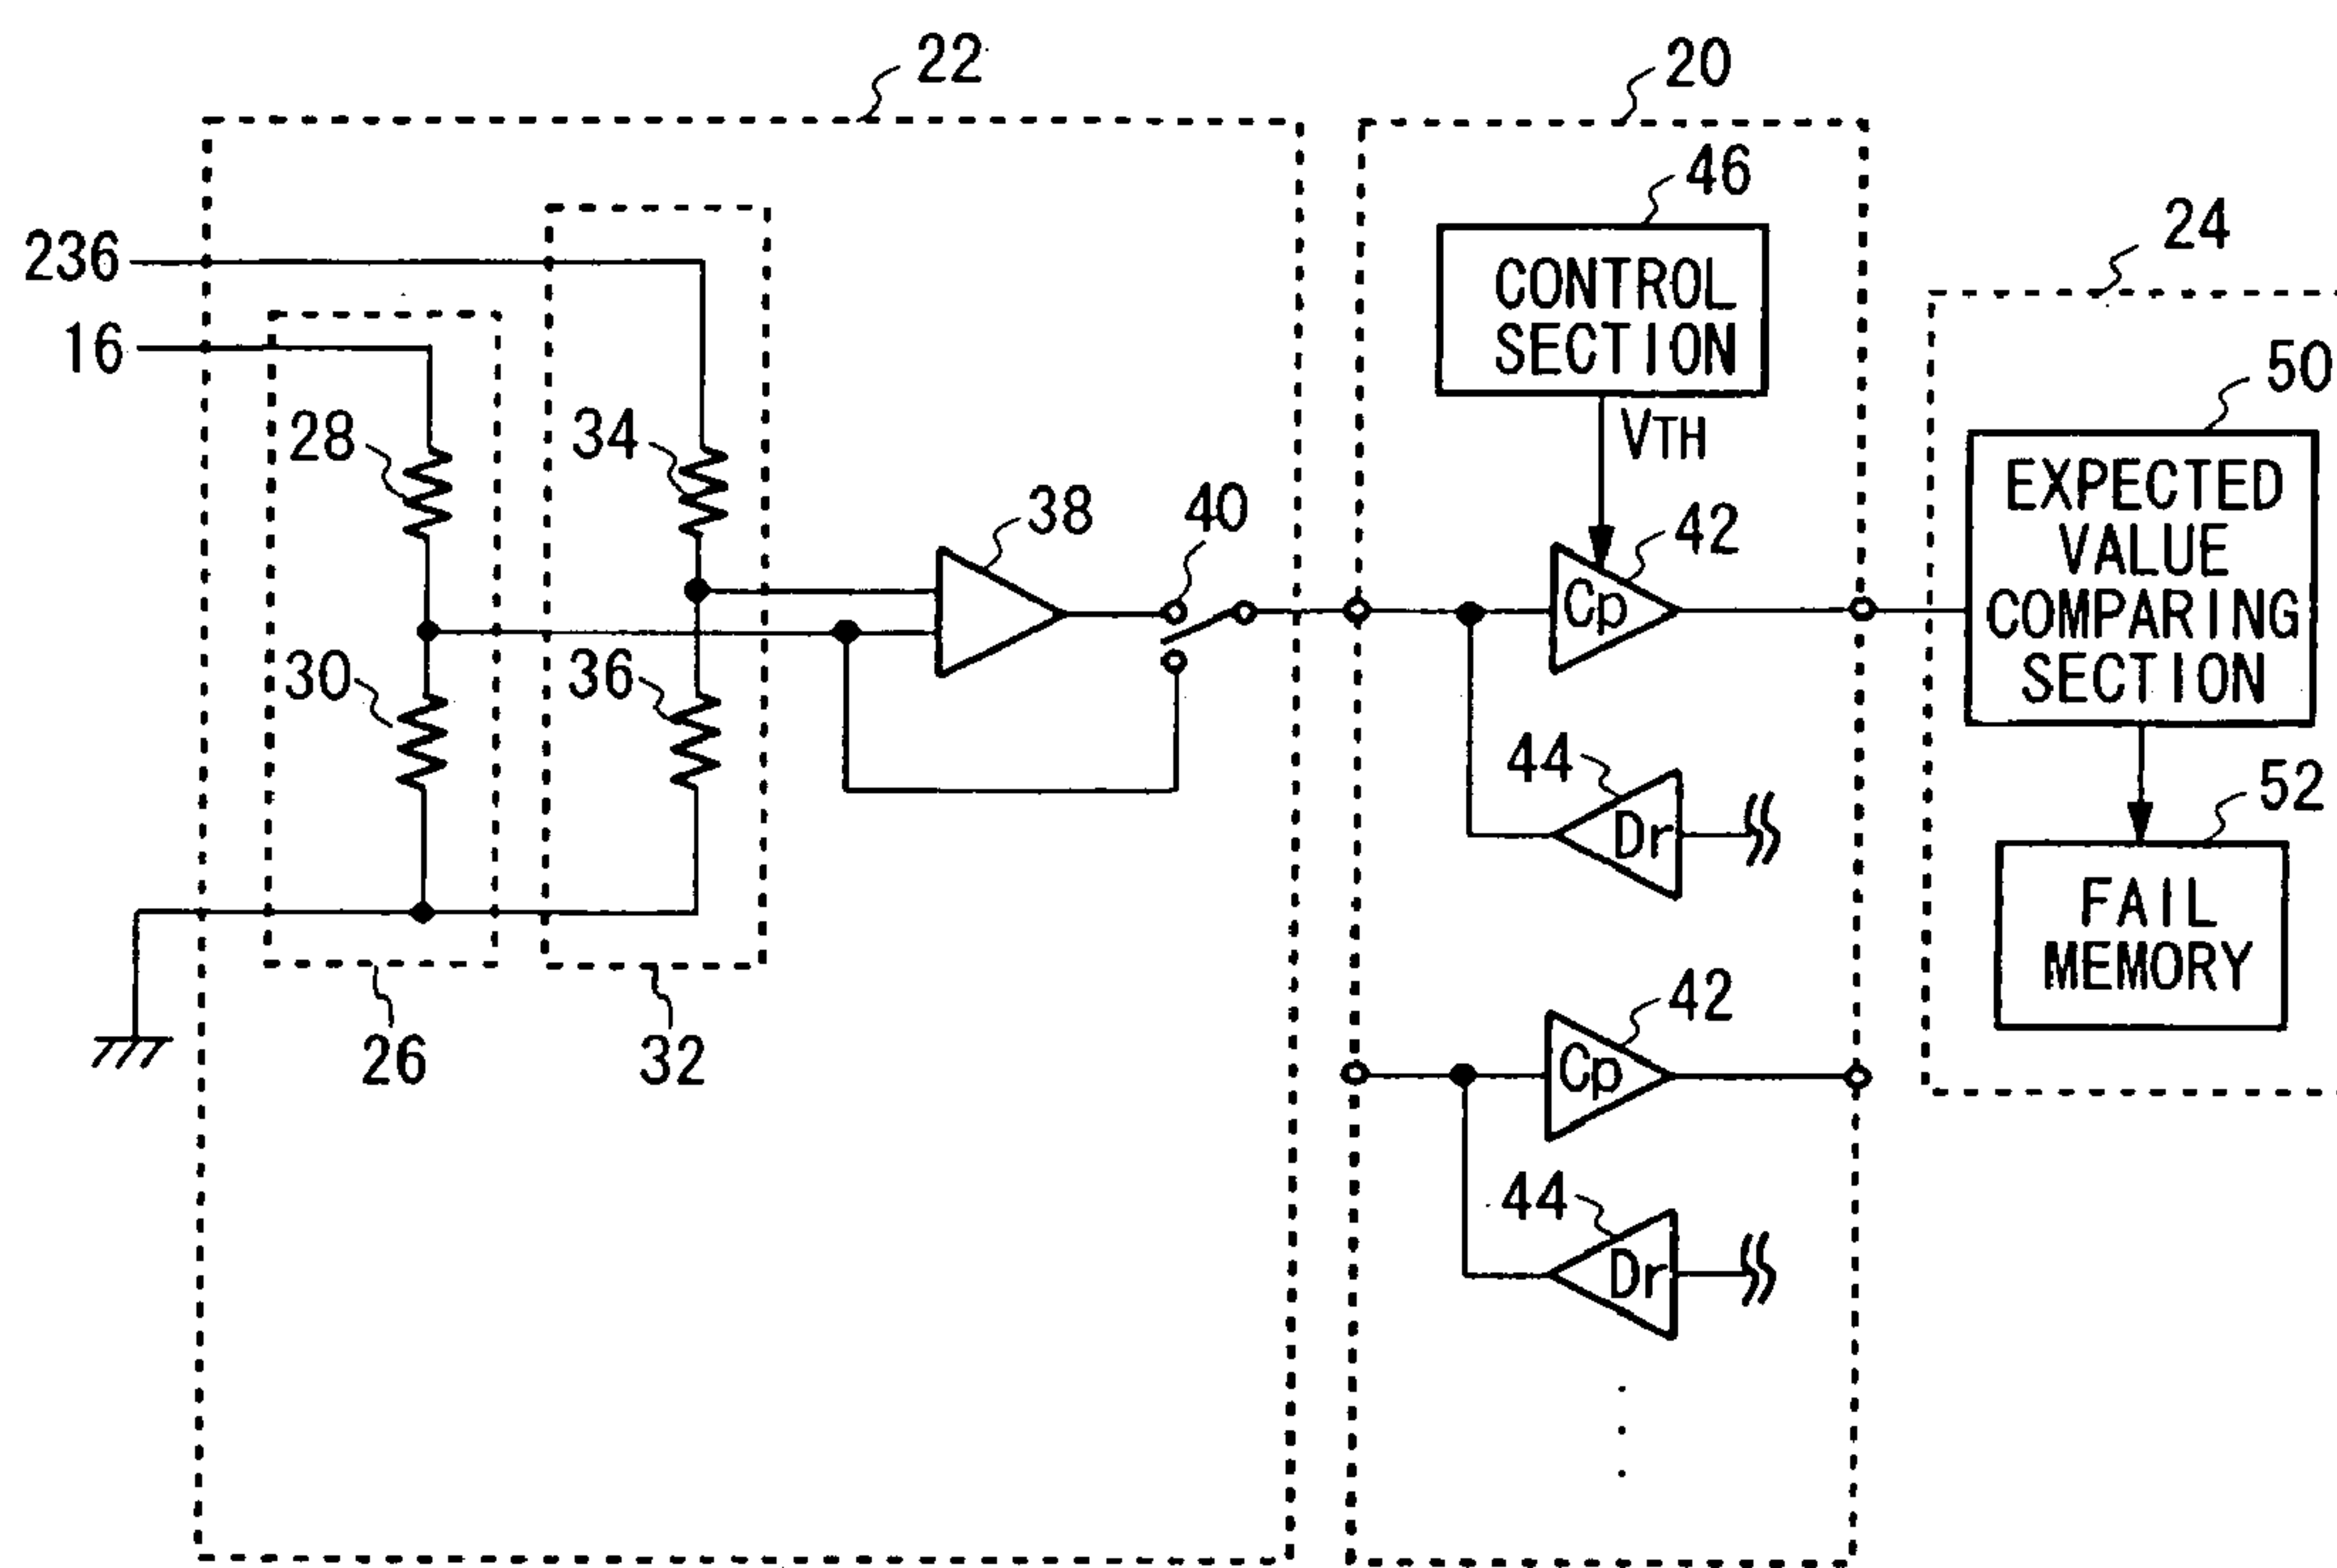 22
20
46
24
236
CONTROL
SECTION
16
50
28
34
VTH
EXPECTED
VALUE
COMPARING
SECTION
38
40
42
Cp
30
36
44
Dr
52
FAIL
MEMORY
42
Cp
26
32
44
Dr